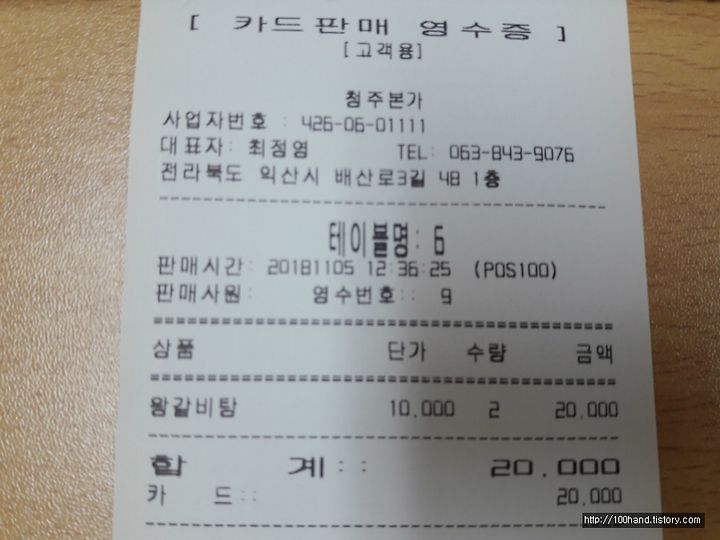 [ 카드판매 영수증 ]
[고객용]
청주본가
사업자번호 : 426-06-01111
대표자: 최정영 TEL: 063-843-9076
전라북도 익산시 배산로3길 48 1층
테이블명: 6
판매시간: 20181105 12:36:25 (POS100)
판매사원: 영수번호:: 9
상품 단가 수량 금액
왕갈비탕 10,000 2 20,000
합 계:: 20,000
카 드:: 20,000
http://100hand.tistory.com